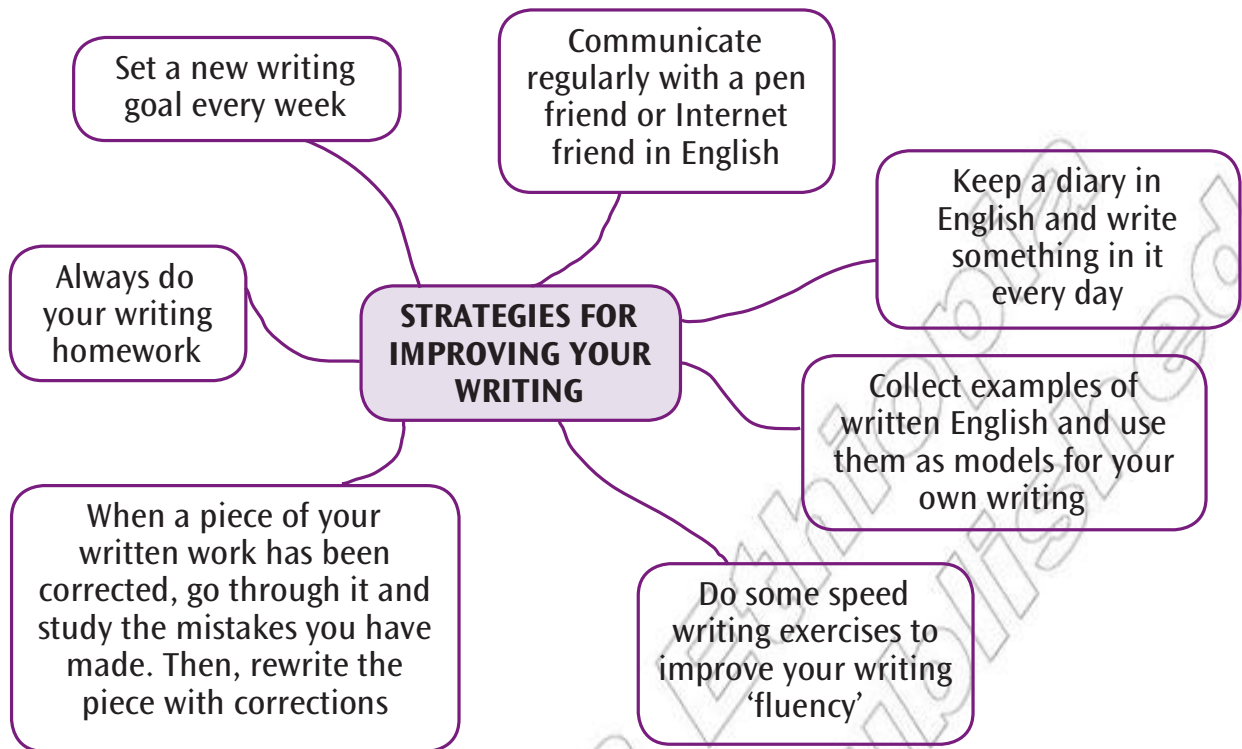 Set a new writing
goal every week
Communicate
regularly with a pen
friend or Internet
friend in English
Keep a diary in
English and write
something in it
every day
Always do
your writing
homework
STRATEGIES FOR
IMPROVING YOUR
WRITING
Collect examples of
written English and use
them as models for your
own writing
When a piece of your
written work has been
corrected, go through it and
study the mistakes you have
made. Then, rewrite the
piece with corrections
Do some speed
writing exercises to
improve your writing
‘fluency’
Ethiopia